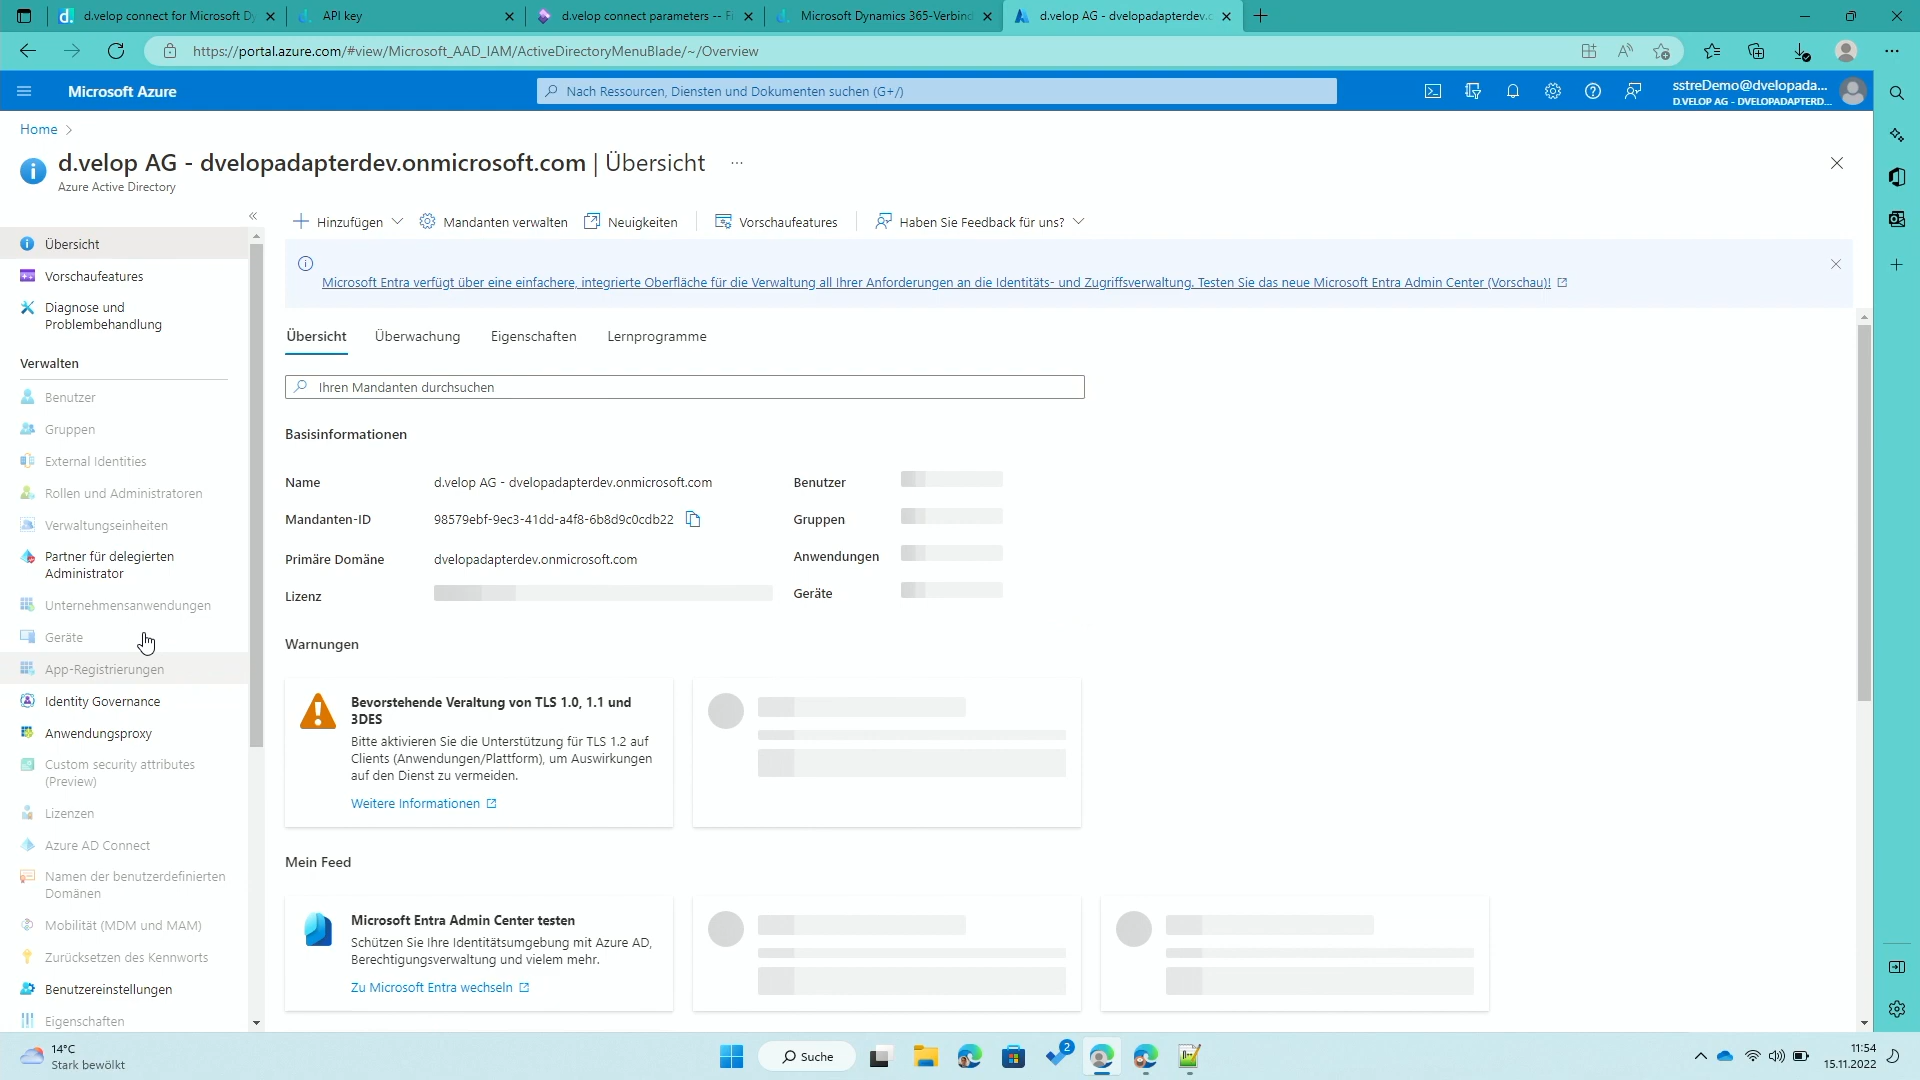 d.velop connect for Microsoft Dy
API key
d.velop connect parameters -- Fi
Microsoft Dynamics 365-Verbind
d.velop AG - dvelopadapterdev.o
https://portal.azure.com/#view/Microsoft_AAD_IAM/ActiveDirectoryMenuBlade/~/Overview
Microsoft Azure
Nach Ressourcen, Diensten und Dokumenten suchen (G+/)
sstreDemo@dvelopada...
D.VELOP AG - DVELOPADAPTERD...
Home
d.velop AG - dvelopadapterdev.onmicrosoft.com | Übersicht ...
Azure Active Directory
Hinzufügen
Mandanten verwalten
Neuigkeiten
Vorschaufeatures
Haben Sie Feedback für uns?
Microsoft Entra verfügt über eine einfachere, integrierte Oberfläche für die Verwaltung all Ihrer Anforderungen an die Identitäts- und Zugriffsverwaltung. Testen Sie das neue Microsoft Entra Admin Center (Vorschau)!
Übersicht
Vorschaufeatures
Diagnose und
Problembehandlung
Verwalten
Benutzer
Gruppen
External Identities
Rollen und Administratoren
Verwaltungseinheiten
Partner für delegierten
Administrator
Unternehmensanwendungen
Geräte
App-Registrierungen
Identity Governance
Anwendungsproxy
Custom security attributes
(Preview)
Lizenzen
Azure AD Connect
Namen der benutzerdefinierten
Domänen
Mobilität (MDM und MAM)
Zurücksetzen des Kennworts
Benutzereinstellungen
Eigenschaften
Übersicht
Überwachung
Eigenschaften
Lernprogramme
Ihren Mandanten durchsuchen
Basisinformationen
Name
d.velop AG - dvelopadapterdev.onmicrosoft.com
Benutzer
Mandanten-ID
98579ebf-9ec3-41dd-a4f8-6b8d9c0cdb22
Gruppen
Primäre Domäne
dvelopadapterdev.onmicrosoft.com
Anwendungen
Lizenz
Geräte
Warnungen
Bevorstehende Veraltung von TLS 1.0, 1.1 und
3DES
Bitte aktivieren Sie die Unterstützung für TLS 1.2 auf
Clients (Anwendungen/Plattform), um Auswirkungen
auf den Dienst zu vermeiden.
Weitere Informationen
Mein Feed
Microsoft Entra Admin Center testen
Schützen Sie Ihre Identitätsumgebung mit Azure AD,
Berechtigungsverwaltung und vielem mehr.
Zu Microsoft Entra wechseln
14°C
Stark bewölkt
Suche
2
11:54
15.11.2022